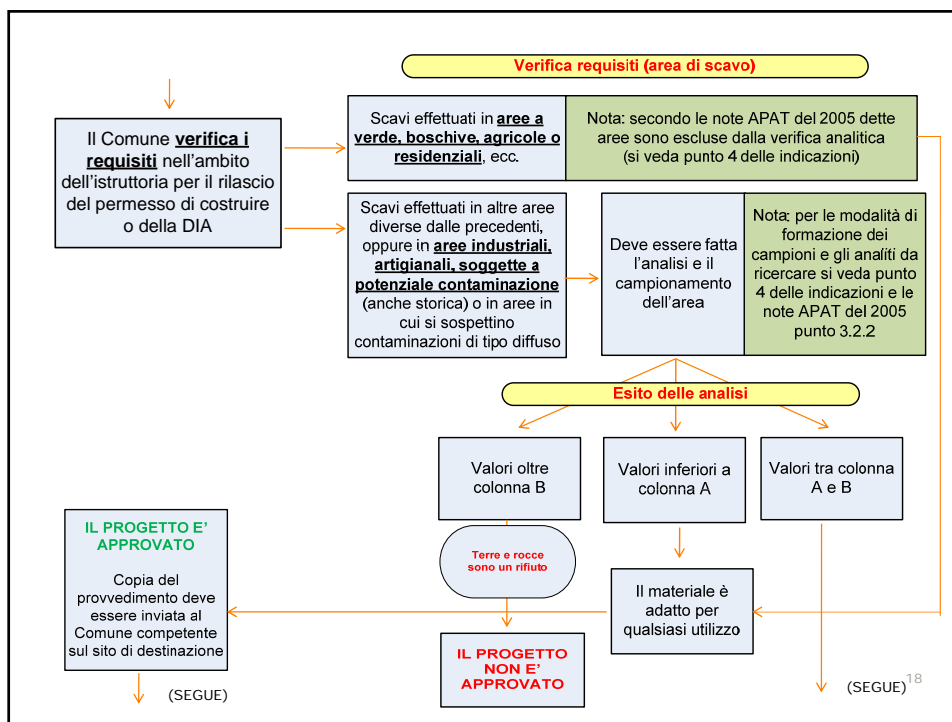 Verifica requisiti (area di scavo)
Il Comune verifica i
requisiti nell'ambito
dell'istruttoria per il rilascio
del permesso di costruire
o della DIA
Scavi effettuati in aree a
verde, boschive, agricole o
residenziali, ecc.
Nota: secondo le note APAT del 2005 dette
aree sono escluse dalla verifica analitica
(si veda punto 4 delle indicazioni)
Scavi effettuati in altre aree
diverse dalle precedenti,
oppure in aree industriali,
artigianali, soggette a
potenziale contaminazione
(anche storica) o in aree in
cui si sospettino
contaminazioni di tipo diffuso
Deve essere fatta
l'analisi e il
campionamento
dell'area
Nota: per le modalità di
formazione dei
campioni e gli analiti da
ricercare si veda punto
4 delle indicazioni e le
note APAT del 2005
punto 3.2.2
Esito delle analisi
Valori oltre
colonna B
Valori inferiori a
colonna A
Valori tra colonna
A e B
Terre e rocce
sono un rifiuto
IL PROGETTO E'
APPROVATO
Copia del
provvedimento deve
essere inviata al
Comune competente
sul sito di destinazione
Il materiale è
adatto per
qualsiasi utilizzo
IL PROGETTO
NON E'
APPROVATO
(SEGUE)
(SEGUE)
18